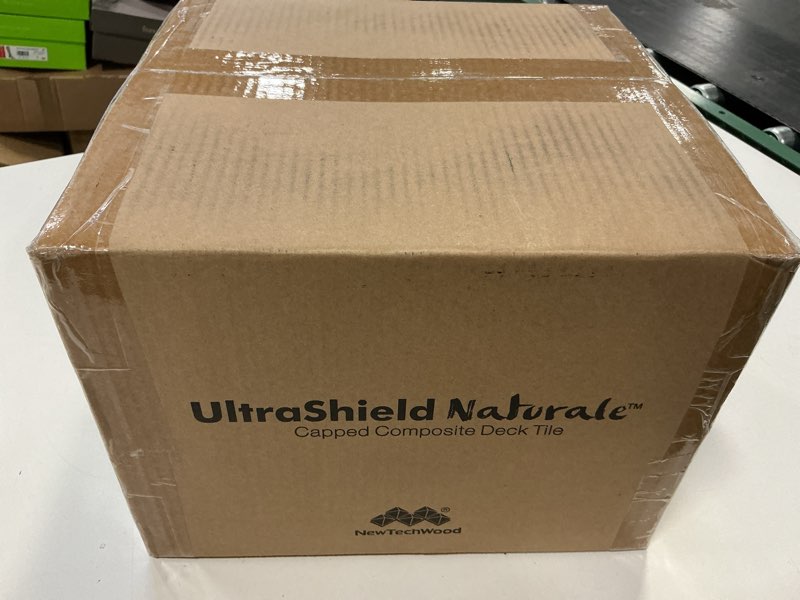 UltraShield Naturale™
Capped Composite Deck Tile
®
NewTechWood